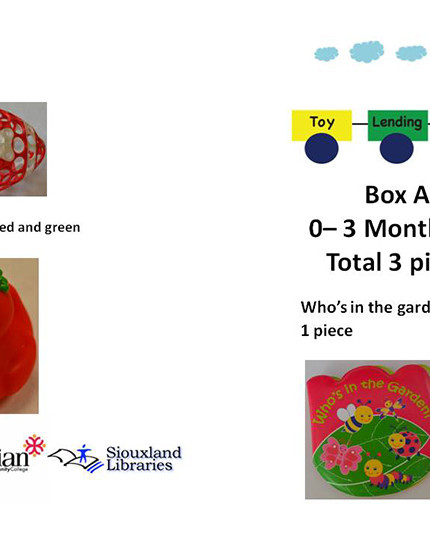 ed and green
ian
Siouxland
Libraries
Toy Lending
Box A
0– 3 Month
Total 3 pi
Who's in the gard
1 piece
Who's in the Garden